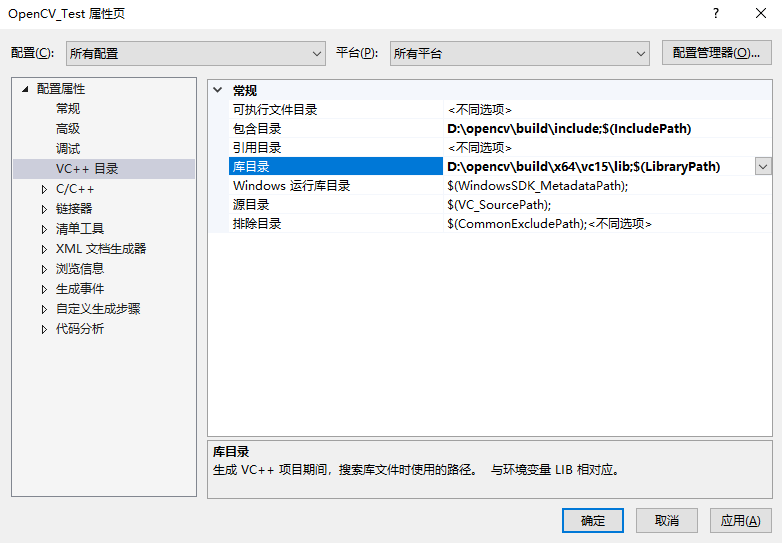 OpenCV_Test 属性页
配置(C): 所有配置 平台(P): 所有平台 配置管理器(O)...
配置属性
常规
高级
调试
VC++ 目录
C/C++
链接器
清单工具
XML 文档生成器
浏览信息
生成事件
自定义生成步骤
代码分析
常规
可执行文件目录 <不同选项>
包含目录 D:\opencv\build\include;$(IncludePath)
引用目录 <不同选项>
库目录 D:\opencv\build\x64\vc15\lib;$(LibraryPath)
Windows 运行库目录 $(WindowsSDK_MetadataPath);
源目录 $(VC_SourcePath);
排除目录 $(CommonExcludePath);<不同选项>
库目录
生成 VC++ 项目期间，搜索库文件时使用的路径。 与环境变量 LIB 相对应。
确定 取消 应用(A)